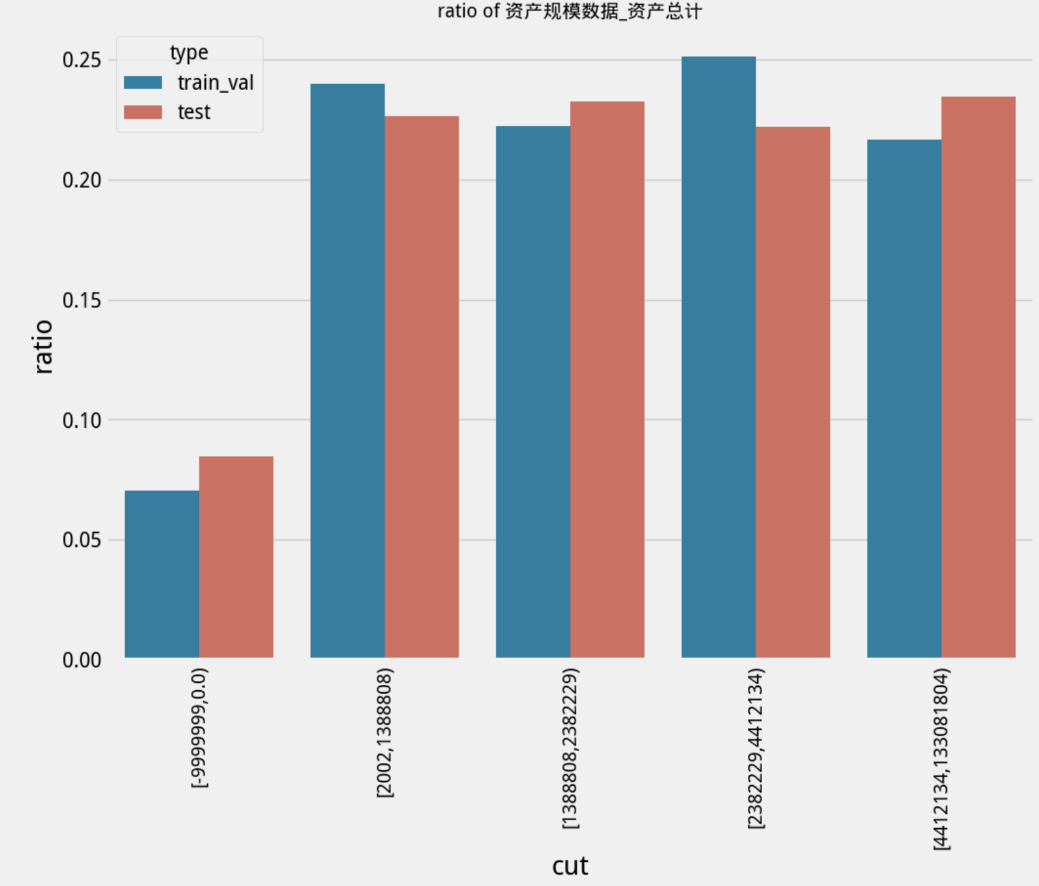 ratio of 资产规模数据_资产总计
type
train_val
test
0.25
0.20
0.15
0.10
0.05
0.00
ratio
[-9999999,0.0)
[2002,1388808)
[1388808,2382229)
[2382229,4412134)
[4412134,133081804)
cut